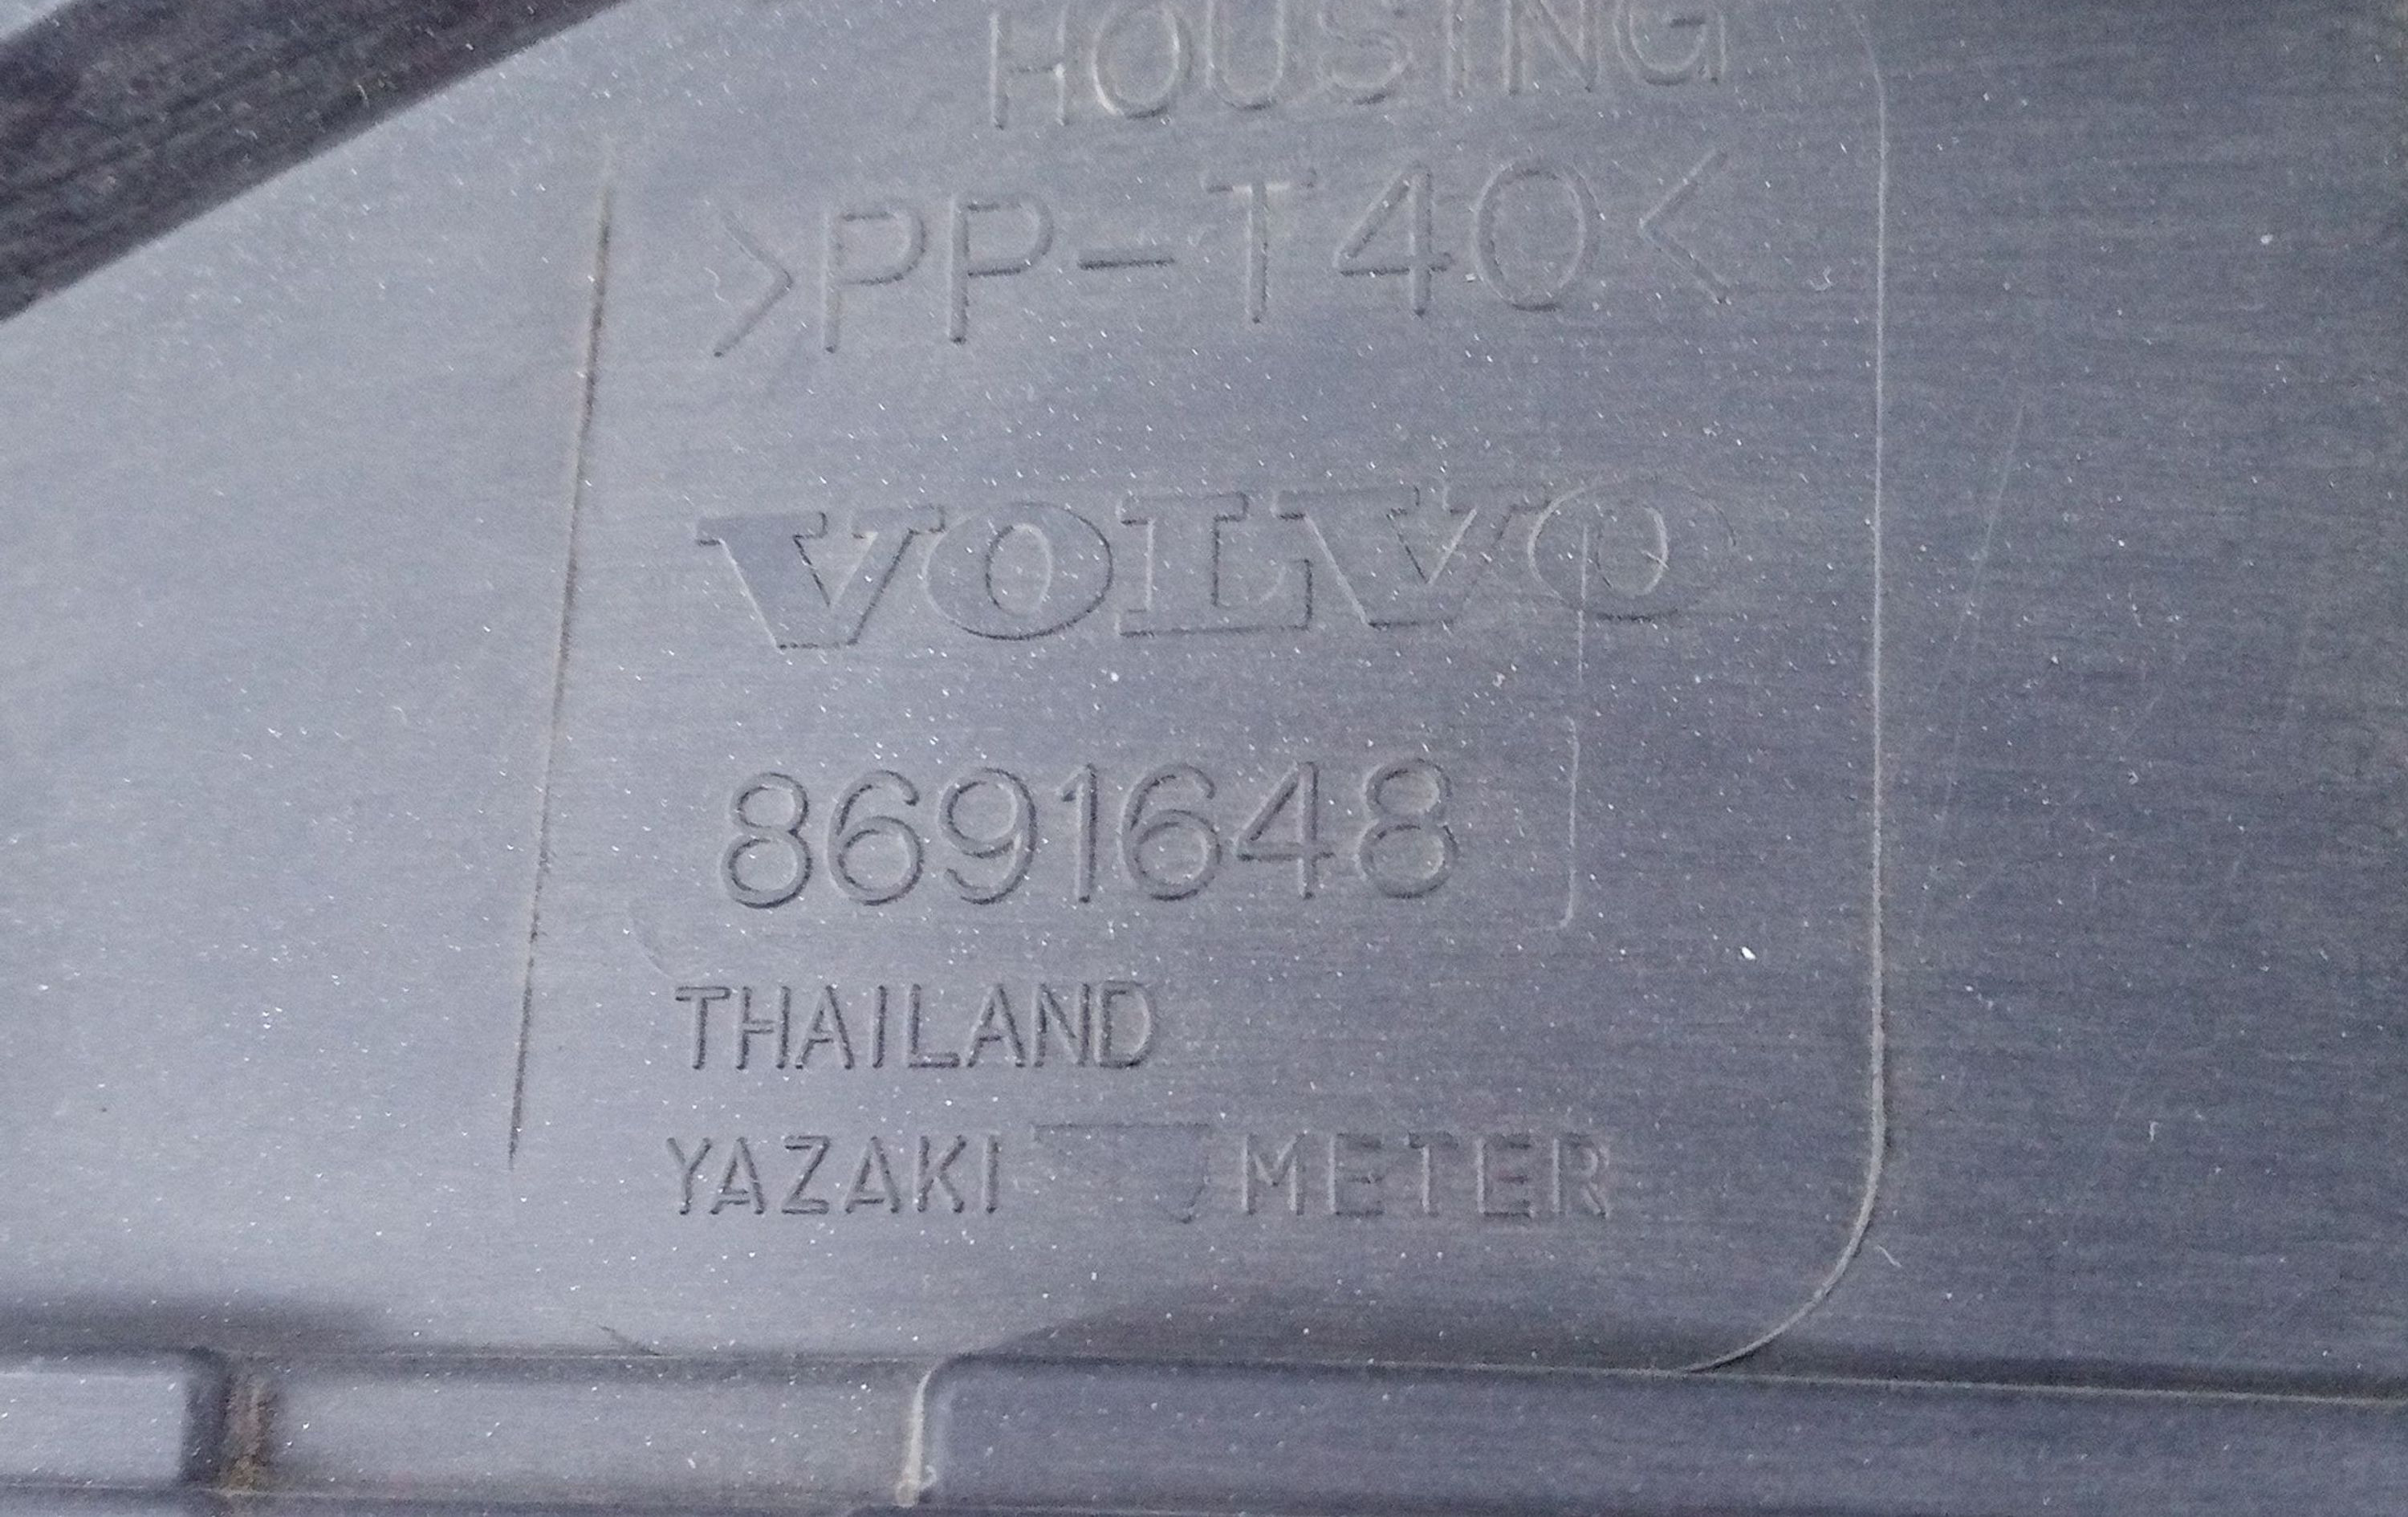 HOUSING
>PP-T40<
VOLVO
8691648
THAILAND
YAZAKI METER